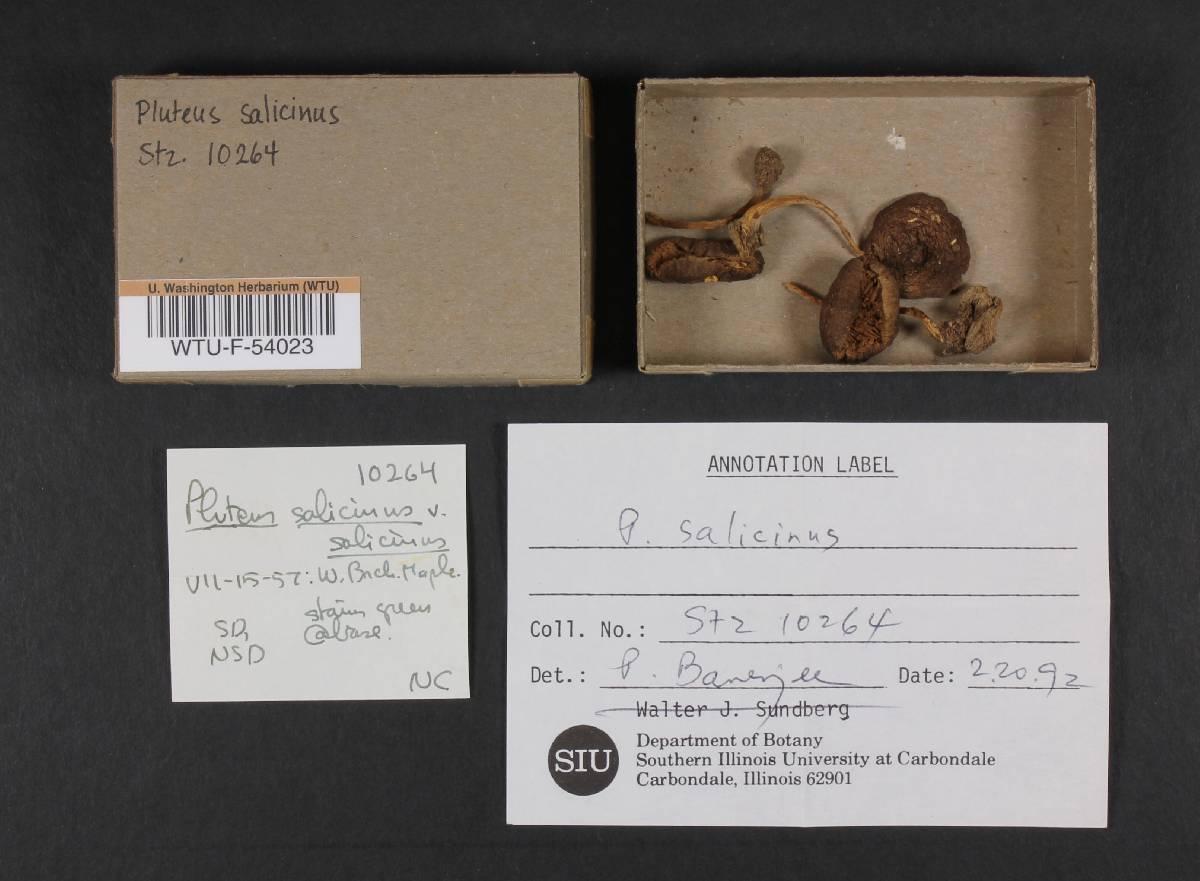 Pluteus salicinus
Stz. 10264
U. Washington Herbarium (WTU)
WTU-F-54023
10264
Pluteus salicinus v.
salicinus
VII-15-57: W. Bnch. Maple.
stains green
@ base.
SD,
NSD
NC
ANNOTATION LABEL
P. salicinus
Coll. No.: Stz 10264
Det.: P. Banerjee Date: 2.20.92
Walter J. Sundberg
SIU
Department of Botany
Southern Illinois University at Carbondale
Carbondale, Illinois 62901